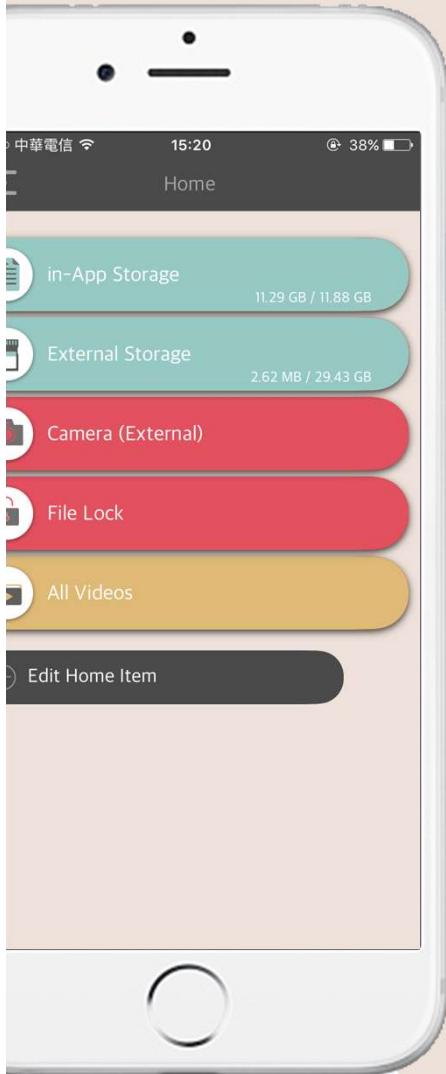 中華電信 15:20 38%
Home
in-App Storage
11.29 GB / 11.88 GB
External Storage
2.62 MB / 29.43 GB
Camera (External)
File Lock
All Videos
Edit Home Item